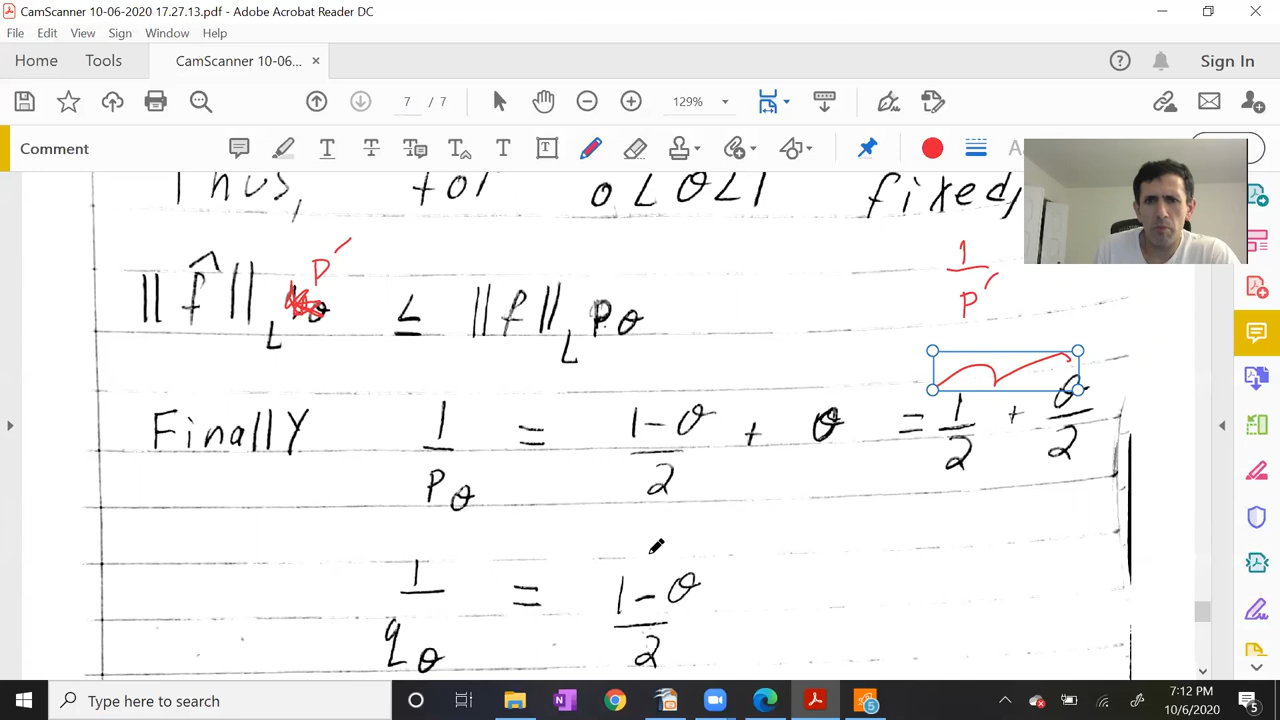 CamScanner 10-06-2020 17.27.13.pdf - Adobe Acrobat Reader DC
File Edit View Sign Window Help
Home Tools CamScanner 10-06... × Sign In
7 / 7 129%
Comment
Thus, for 0<θ<1 fixed,
||f̂||_L p′ ≤ ||f||_L pθ
1/p′
Finally 1/pθ = (1-θ)/2 + θ = 1/2 + θ/2
1/qθ = (1-θ)/2
Type here to search
5
7:12 PM
10/6/2020